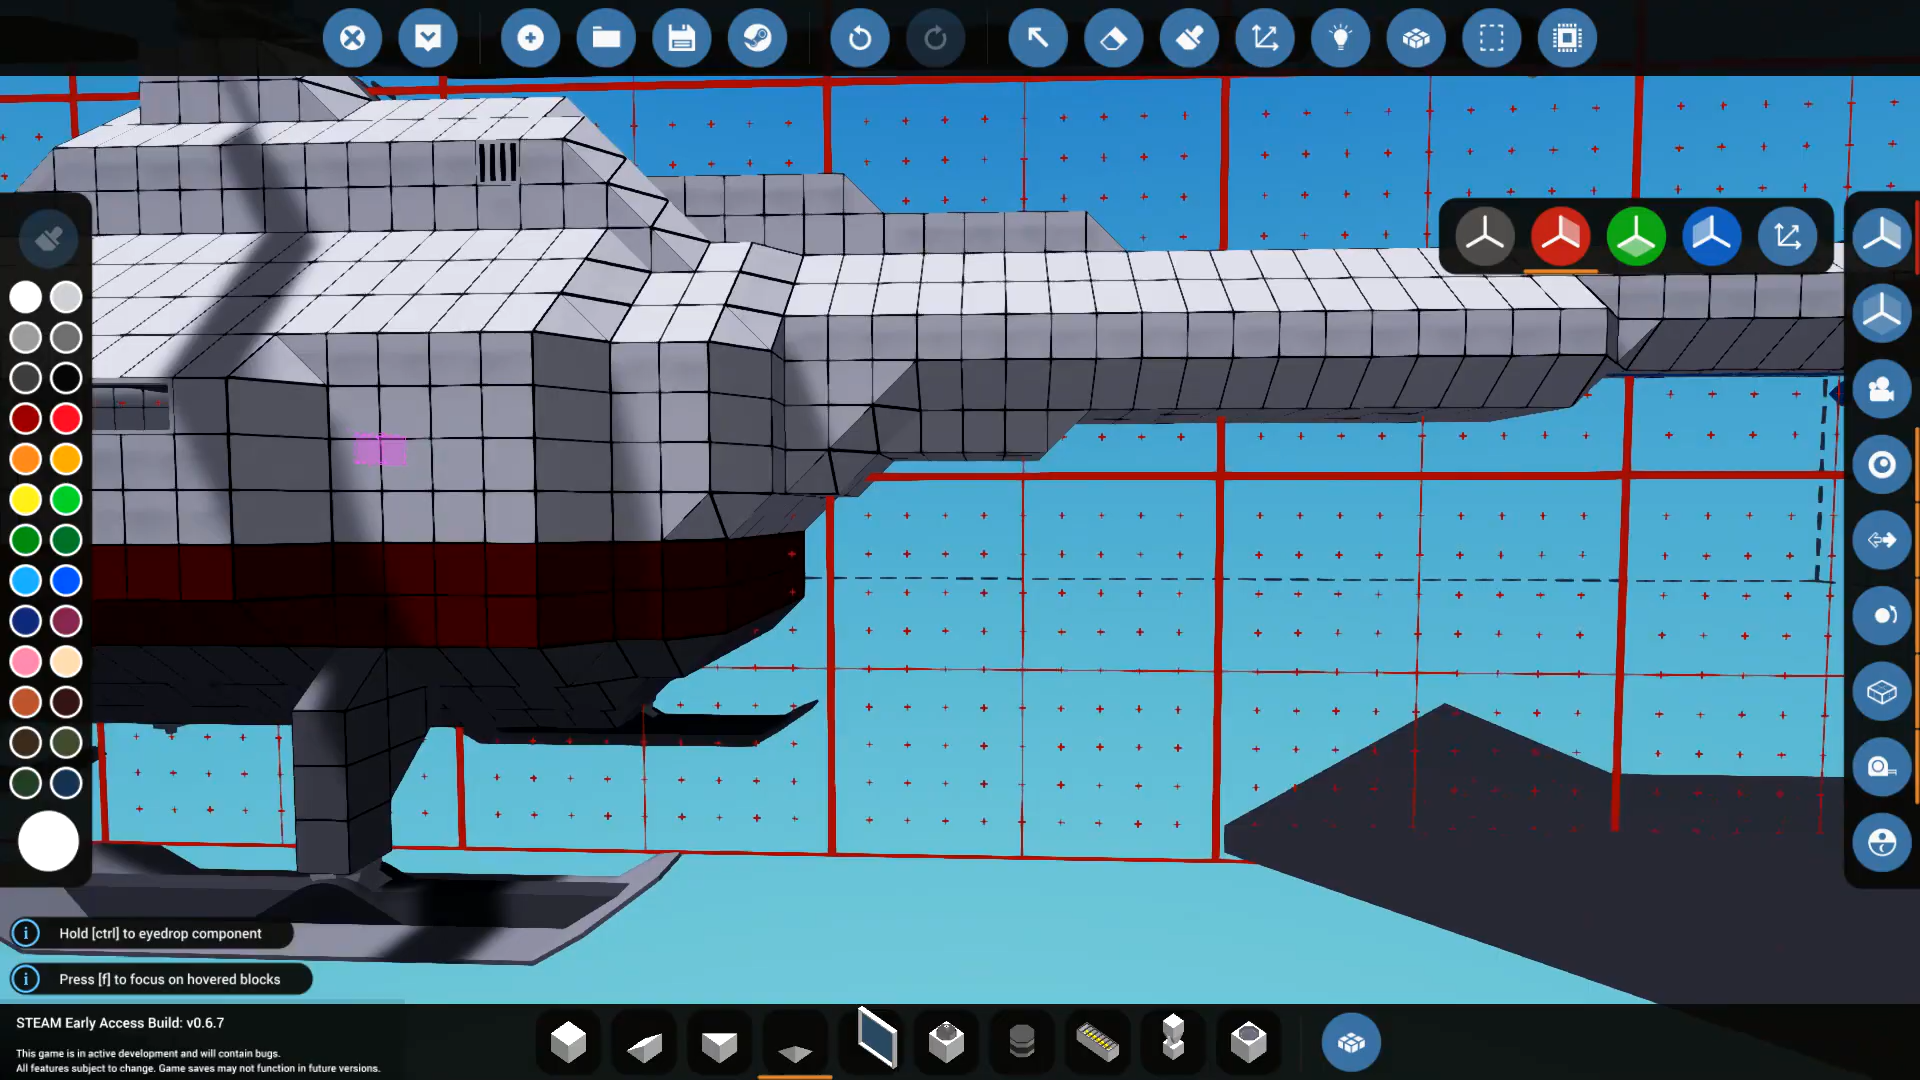 Hold [ctrl] to eyedrop component
Press [f] to focus on hovered blocks
STEAM Early Access Build: v0.6.7
This game is in active development and will contain bugs.
All features subject to change. Game saves may not function in future versions.